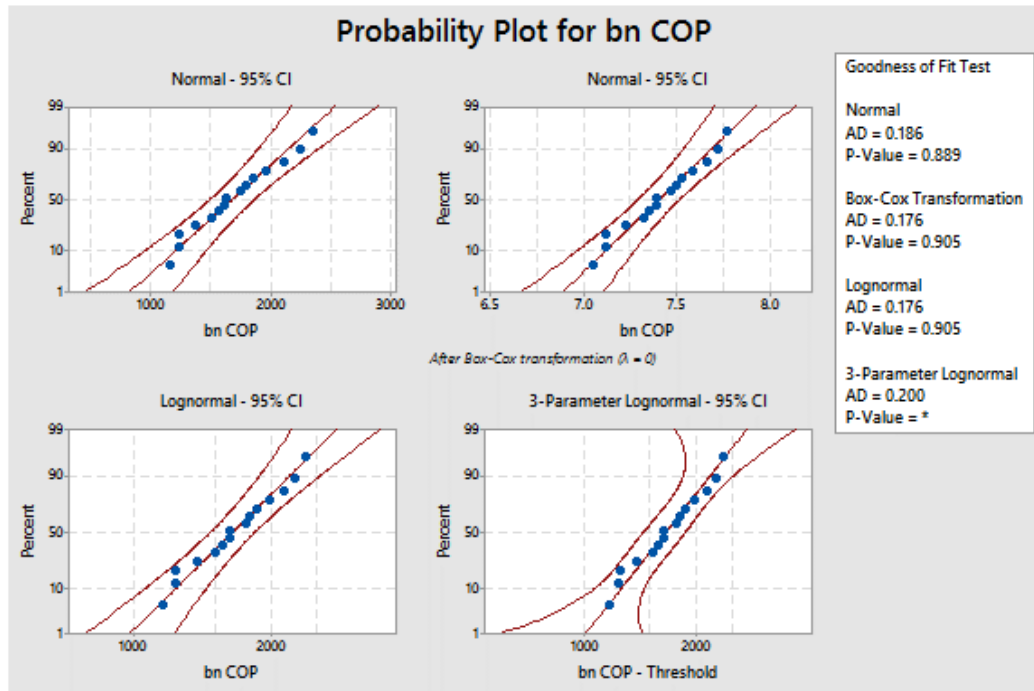 Probability Plot for bn COP
Normal - 95% CI
99
90
50
10
1
Percent
1000 2000 3000
bn COP
Normal - 95% CI
99
90
50
10
1
Percent
6.5 7.0 7.5 8.0
bn COP
After Box-Cox transformation (λ = 0)
Lognormal - 95% CI
99
90
50
10
1
Percent
1000 2000
bn COP
3-Parameter Lognormal - 95% CI
99
90
50
10
1
Percent
1000 2000
bn COP - Threshold
Goodness of Fit Test
Normal
AD = 0.186
P-Value = 0.889
Box-Cox Transformation
AD = 0.176
P-Value = 0.905
Lognormal
AD = 0.176
P-Value = 0.905
3-Parameter Lognormal
AD = 0.200
P-Value = *